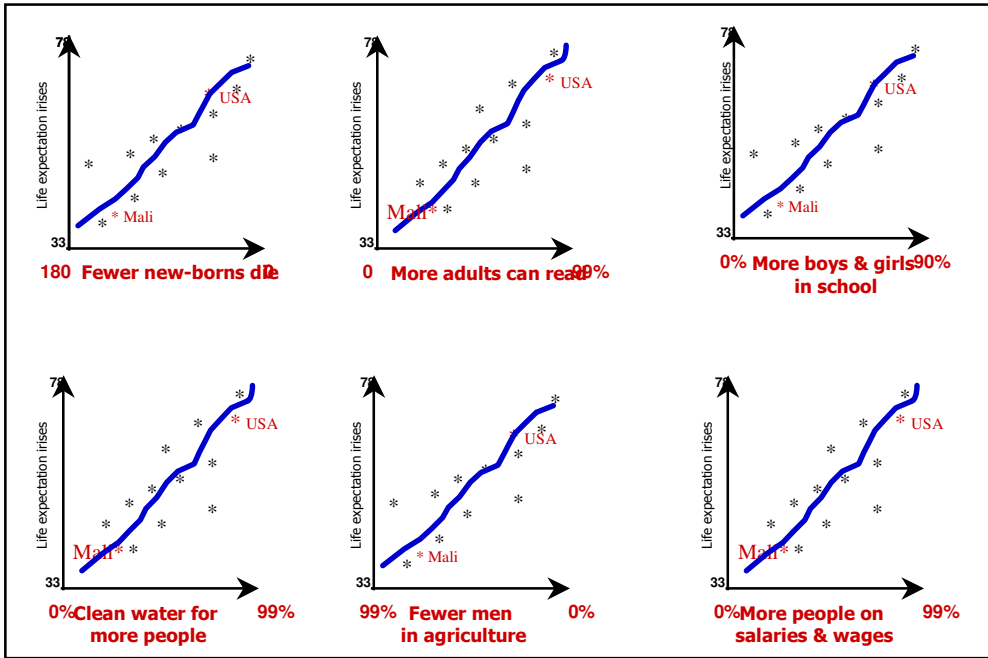 78
Life expectation irises
* USA
* Mali
33
180 Fewer new-borns die 0
78
Life expectation irises
* USA
Mali*
33
0 More adults can read 99%
78
Life expectation irises
* USA
* Mali
33
0% More boys & girls 90%
in school
78
Life expectation irises
* USA
Mali*
33
0% Clean water for 99%
more people
78
Life expectation irises
* USA
* Mali
33
99% Fewer men 0%
in agriculture
78
Life expectation irises
* USA
Mali*
33
0% More people on 99%
salaries & wages